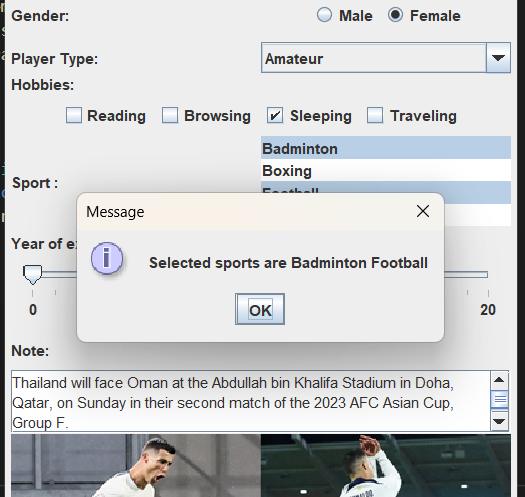 Gender:
Male Female
Player Type:
Amateur
Hobbies:
Reading Browsing Sleeping Traveling
Badminton
Boxing
Sport :
Football
Message
Year of e
Selected sports are Badminton Football
OK
0 20
Note:
Thailand will face Oman at the Abdullah bin Khalifa Stadium in Doha,
Qatar, on Sunday in their second match of the 2023 AFC Asian Cup,
Group F.